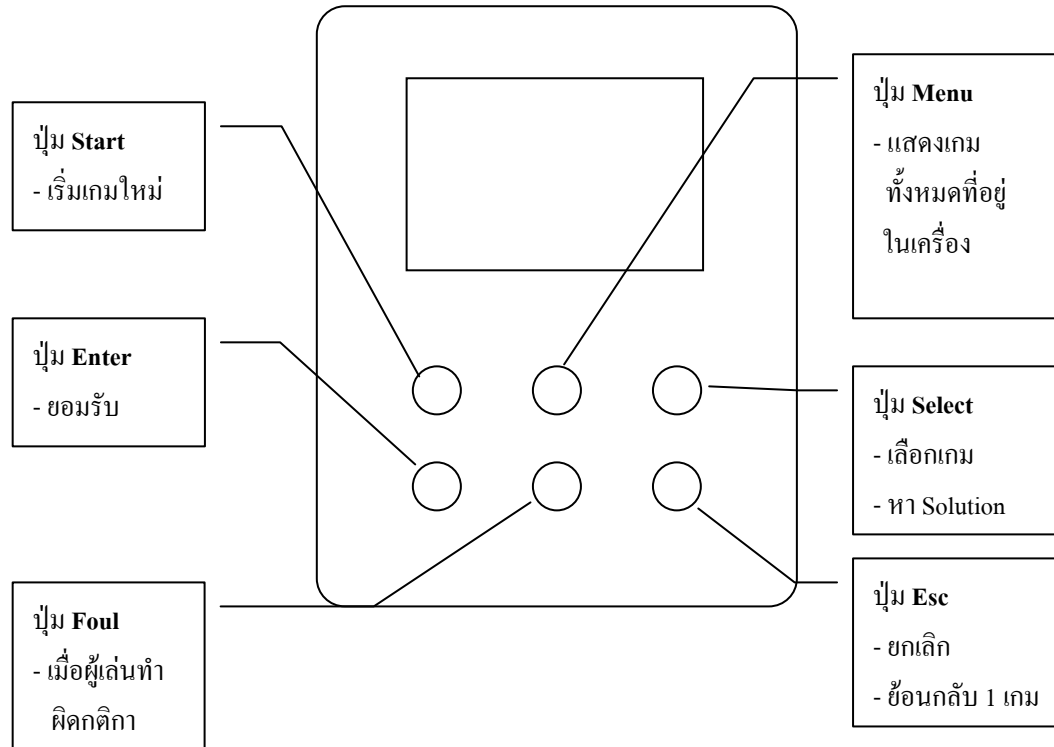 ปุ่ม Start
- เริ่มเกมใหม่
ปุ่ม Enter
- ยอมรับ
ปุ่ม Foul
- เมื่อผู้เล่นทำ
ผิดกติกา
ปุ่ม Menu
- แสดงเกม
ทั้งหมดที่อยู่
ในเครื่อง
ปุ่ม Select
- เลือกเกม
- หา Solution
ปุ่ม Esc
- ยกเลิก
- ย้อนกลับ 1 เกม